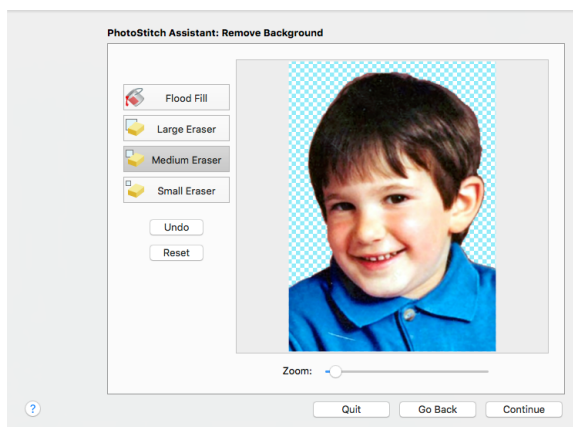 PhotoStitch Assistant: Remove Background
Flood Fill
Large Eraser
Medium Eraser
Small Eraser
Undo
Reset
Zoom:
?
Quit
Go Back
Continue